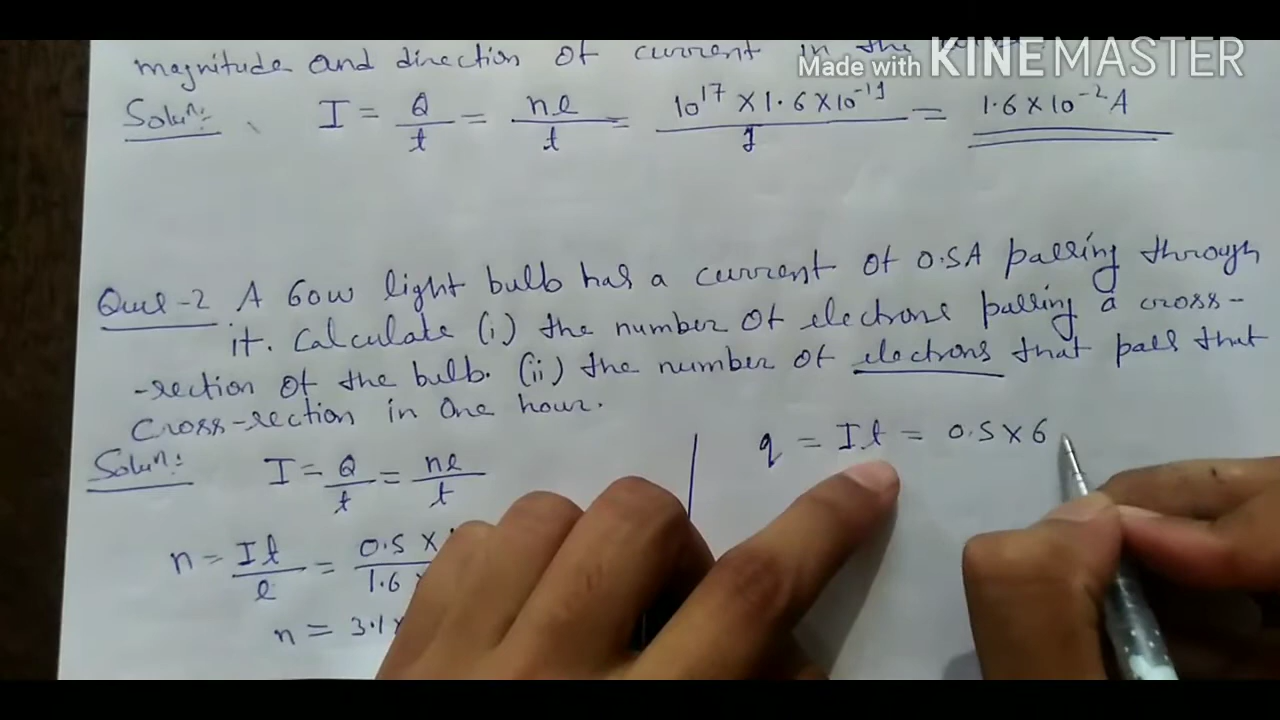 magnitude and direction of current in the
Made with KINEMASTER
Solun:- I = Q/t = ne/t = 10^17 × 1.6 × 10^-19/1 = 1.6 × 10^-2 A
Ques-2 A 60W light bulb has a current of 0.5A passing through
it. Calculate (i) the number of electrons passing a cross-
-section of the bulb. (ii) the number of electrons that pass that
cross-section in one hour.
Solun:- I = Q/t = ne/t
n = It/e = 0.5 ×/1.6 ×
n = 3.1 ×
q = It = 0.5 × 6